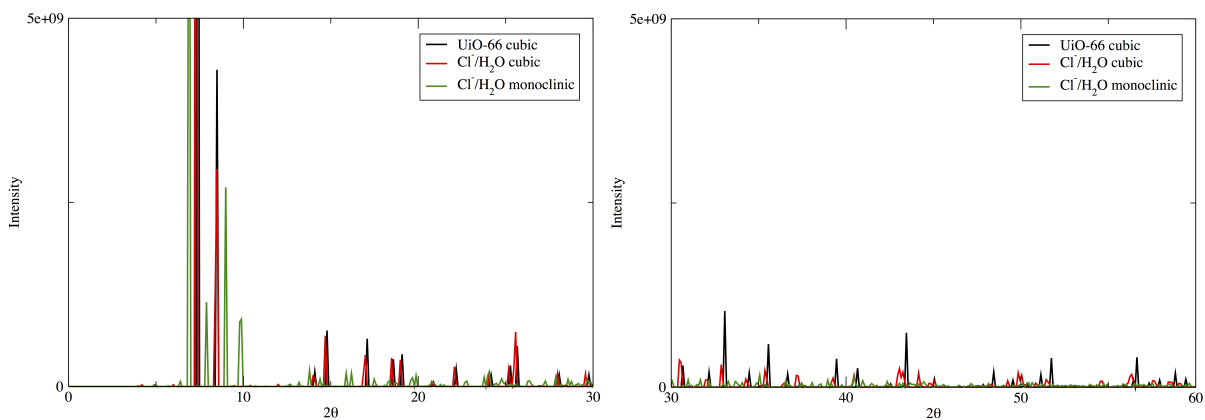 5e+09
UiO-66 cubic
Cl⁻/H₂O cubic
Cl⁻/H₂O monoclinic
Intensity
0
0
10
20
30
2θ
5e+09
UiO-66 cubic
Cl⁻/H₂O cubic
Cl⁻/H₂O monoclinic
Intensity
0
30
40
50
60
2θ